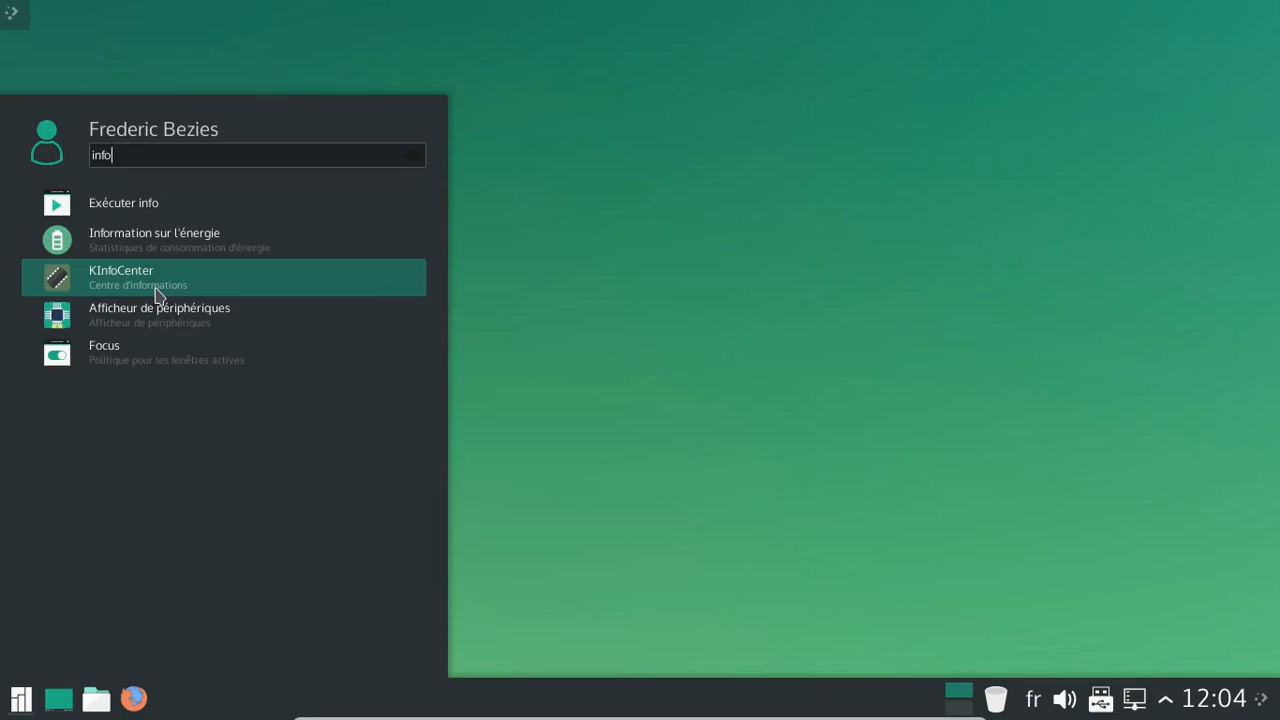 Frederic Bezies
info
Exécuter info
Information sur l'énergie
Statistiques de consommation d'énergie
KInfoCenter
Centre d'informations
Afficheur de périphériques
Afficheur de périphériques
Focus
Politique pour les fenêtres actives
fr
12:04